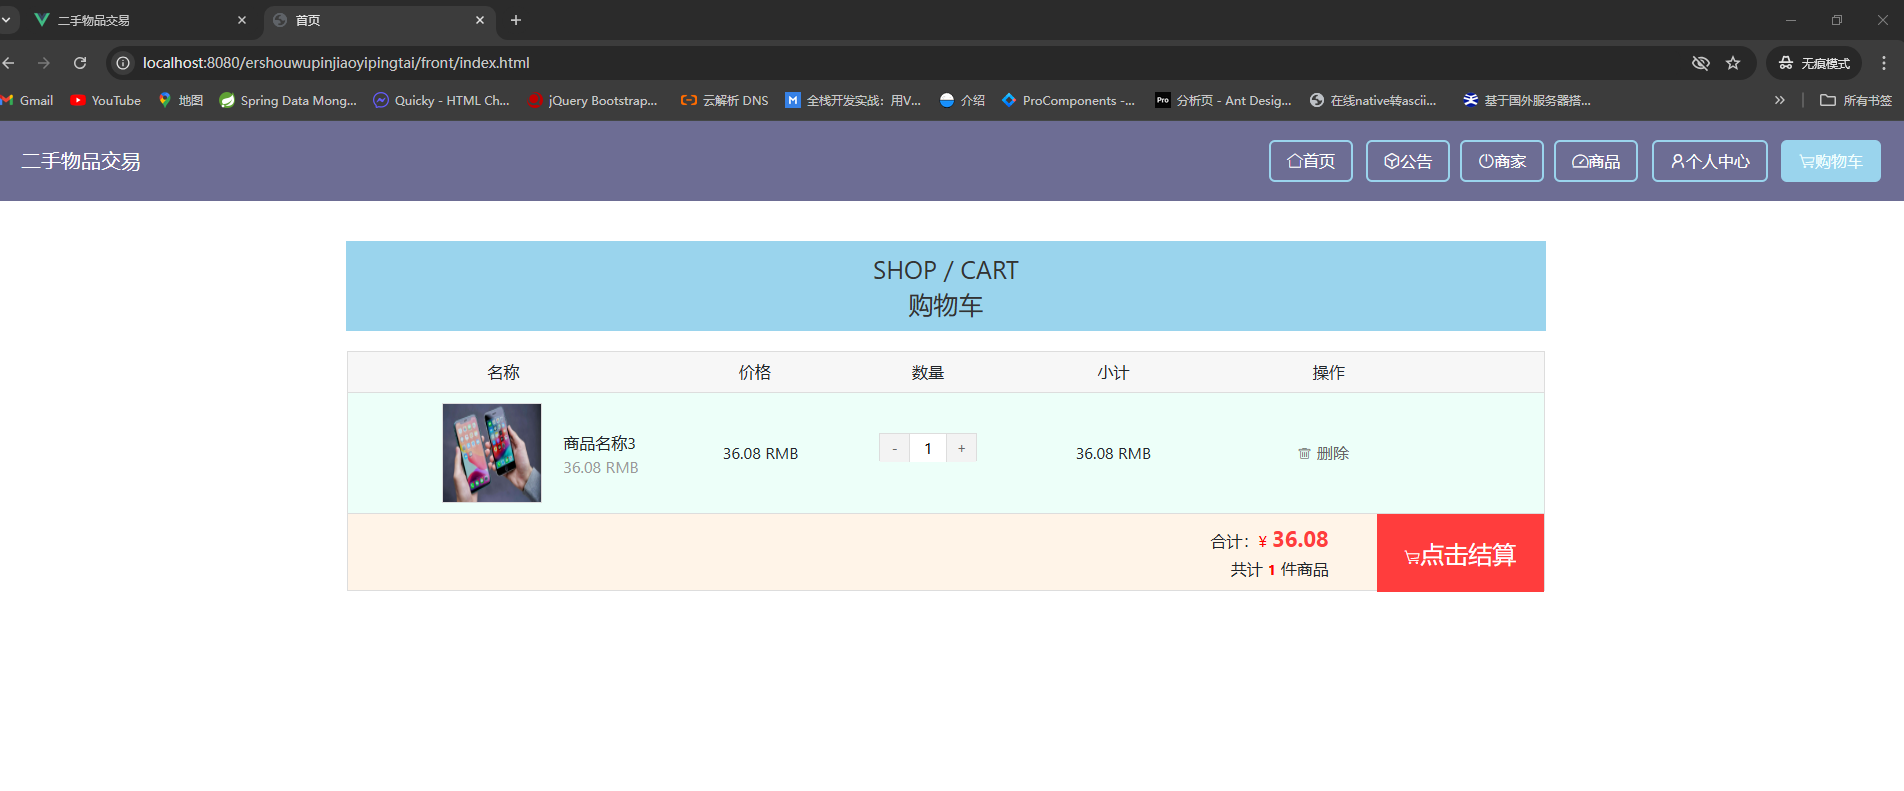 二手物品交易
首页
localhost:8080/ershouwupinjiaoyipingtai/front/index.html
无痕模式
Gmail
YouTube
地图
Spring Data Mong...
Quicky - HTML Ch...
jQuery Bootstrap...
云解析 DNS
全栈开发实战：用V...
介绍
ProComponents -...
Pro
分析页 - Ant Desig...
在线native转ascii...
基于国外服务器搭...
所有书签
二手物品交易
首页
公告
商家
商品
个人中心
购物车
SHOP / CART
购物车
名称 价格 数量 小计 操作
商品名称3
36.08 RMB
36.08 RMB
- 1 +
36.08 RMB
删除
合计：¥ 36.08
共计 1 件商品
点击结算